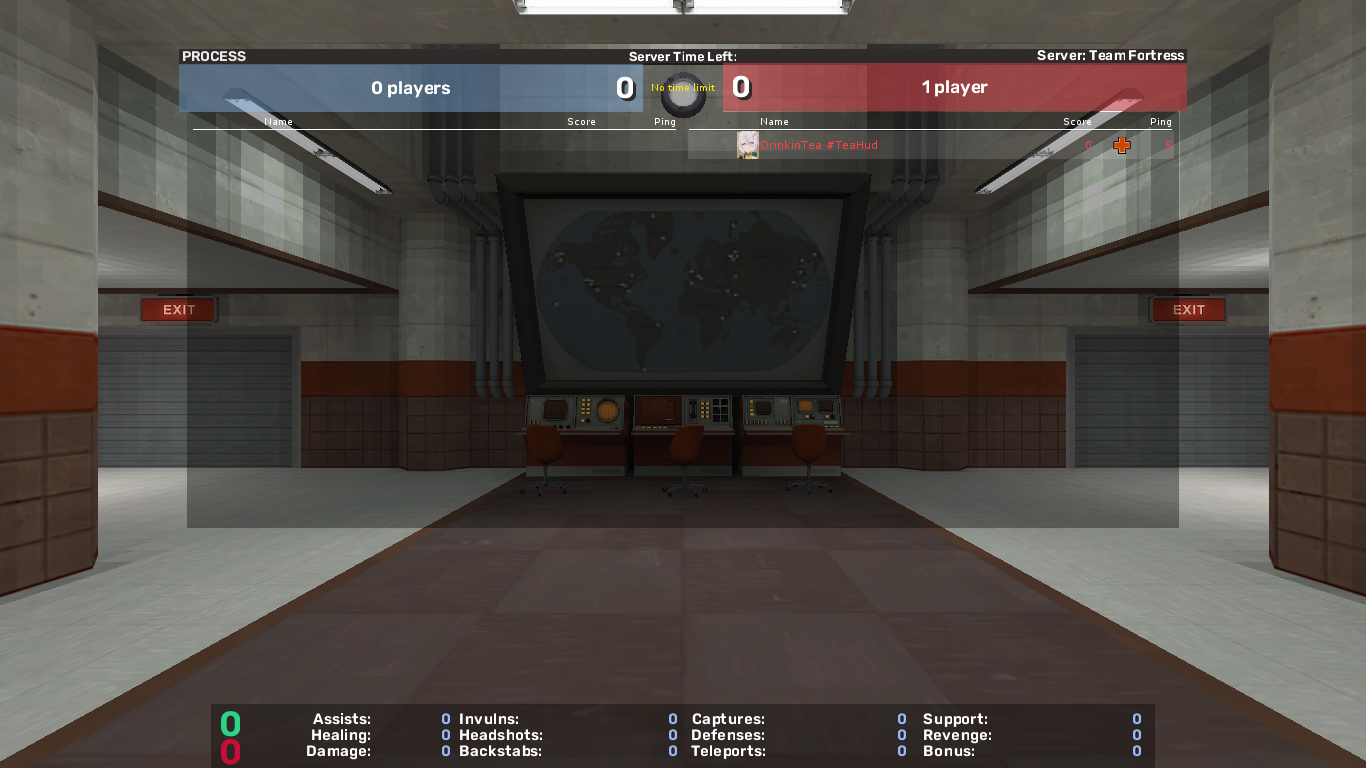 PROCESS Server Time Left: Server: Team Fortress
0 players 0 No time limit 0 1 player
Name Score Ping Name Score Ping
DrinkinTea #TeaHud 0 5
EXIT EXIT
0 Assists: 0 Invulns: 0 Captures: 0 Support: 0
Healing: 0 Headshots: 0 Defenses: 0 Revenge: 0
0 Damage: 0 Backstabs: 0 Teleports: 0 Bonus: 0